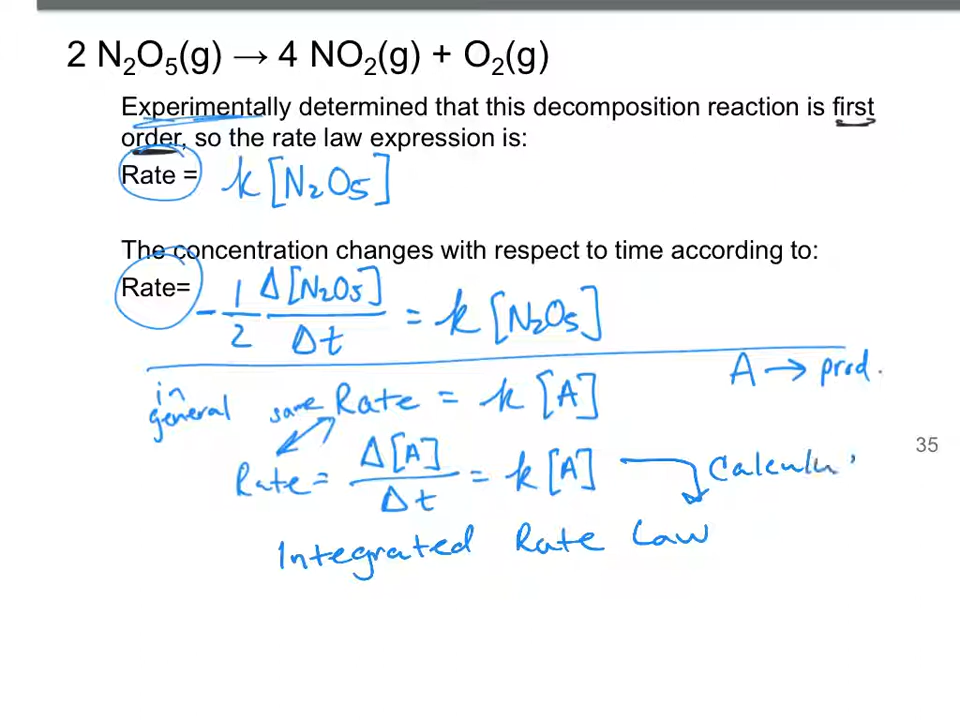 2 N₂O₅(g) → 4 NO₂(g) + O₂(g)
Experimentally determined that this decomposition reaction is first
order, so the rate law expression is:
Rate = k [N₂O₅]
The concentration changes with respect to time according to:
Rate= - 1/2 Δ[N₂O₅]/Δt = k [N₂O₅]
A → prod.
in general same Rate = k [A]
35
Rate = Δ[A]/Δt = k [A] Calculu
Integrated Rate Law